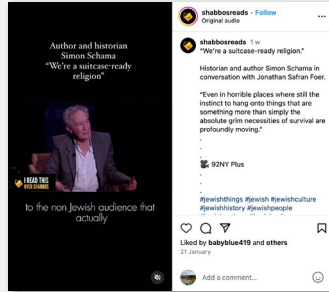 Author and historian
Simon Schama
"We're a suitcase-ready
religion"
I READ THIS
OVER SHABBOS
to the non Jewish audience that
actually
shabbosreads · Follow
Original audio
shabbosreads 1 w
"We're a suitcase-ready religion."
Historian and author Simon Schama in
conversation with Jonathan Safran Foer.
"Even in horrible places where still the
instinct to hang onto things that are
something more than simply the
absolute grim necessities of survival are
profoundly moving."
.
.
.
92NY Plus
.
.
.
#jewishthings #jewish #jewishculture
#jewishhistory #jewishpeople
Liked by babyblue419 and others
21 January
Add a comment...